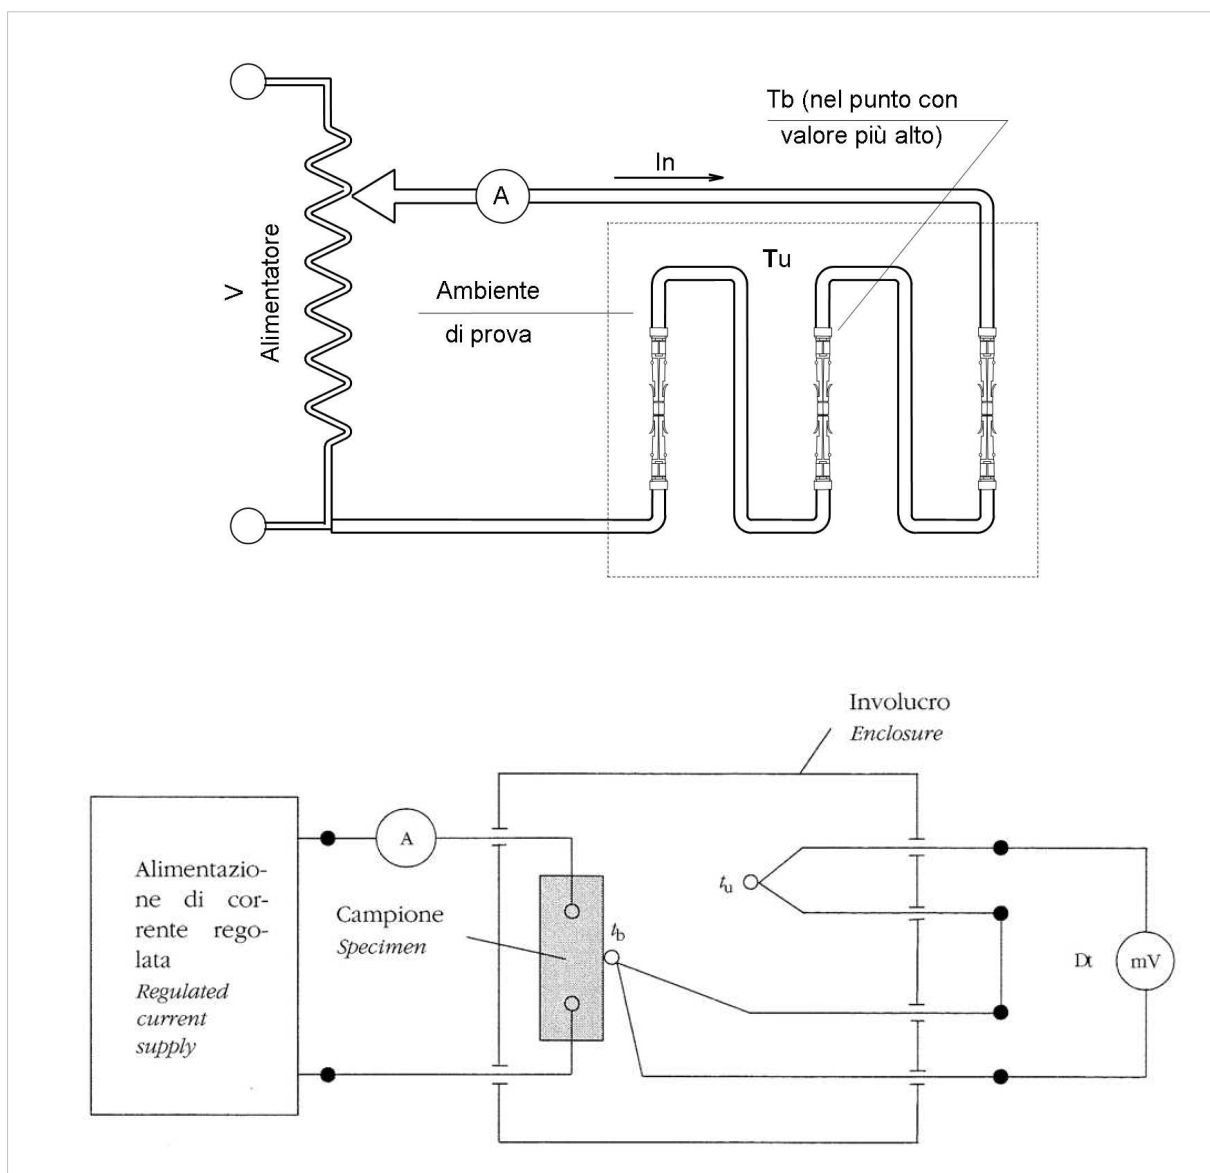 Tb (nel punto con
valore più alto)
In
A
Tu
V
Alimentatore
Ambiente
di prova
Involucro
Enclosure
A
Alimentazio-
ne di cor-
rente rego-
lata
Regulated
current
supply
Campione
Specimen
tb
tu
Dt
mV